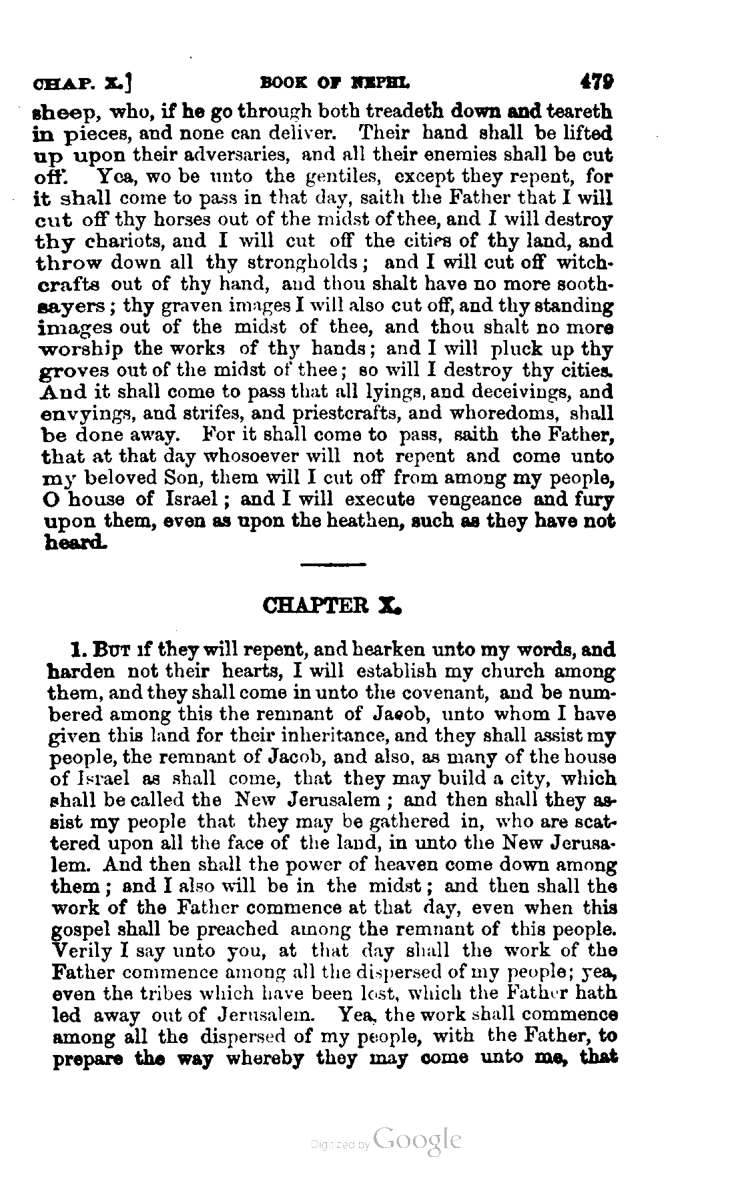 CHAP. X.] BOOK OF NEPHI. 479
sheep, who, if he go through both treadeth down and teareth
in pieces, and none can deliver. Their hand shall be lifted
up upon their adversaries, and all their enemies shall be cut
off. Yea, wo be unto the gentiles, except they repent, for
it shall come to pass in that day, saith the Father that I will
cut off thy horses out of the midst of thee, and I will destroy
thy chariots, and I will cut off the cities of thy land, and
throw down all thy strongholds; and I will cut off witch-
crafts out of thy hand, and thou shalt have no more sooth-
sayers; thy graven images I will also cut off, and thy standing
images out of the midst of thee, and thou shalt no more
worship the works of thy hands; and I will pluck up thy
groves out of the midst of thee; so will I destroy thy cities.
And it shall come to pass that all lyings, and deceivings, and
envyings, and strifes, and priestcrafts, and whoredoms, shall
be done away. For it shall come to pass, saith the Father,
that at that day whosoever will not repent and come unto
my beloved Son, them will I cut off from among my people,
O house of Israel; and I will execute vengeance and fury
upon them, even as upon the heathen, such as they have not
heard.
CHAPTER X.
1. BUT if they will repent, and hearken unto my words, and
harden not their hearts, I will establish my church among
them, and they shall come in unto the covenant, and be num-
bered among this the remnant of Jacob, unto whom I have
given this land for their inheritance, and they shall assist my
people, the remnant of Jacob, and also, as many of the house
of Israel as shall come, that they may build a city, which
shall be called the New Jerusalem; and then shall they as-
sist my people that they may be gathered in, who are scat-
tered upon all the face of the land, in unto the New Jerusa-
lem. And then shall the power of heaven come down among
them; and I also will be in the midst; and then shall the
work of the Father commence at that day, even when this
gospel shall be preached among the remnant of this people.
Verily I say unto you, at that day shall the work of the
Father commence among all the dispersed of my people; yea,
even the tribes which have been lost, which the Father hath
led away out of Jerusalem. Yea, the work shall commence
among all the dispersed of my people, with the Father, to
prepare the way whereby they may come unto me, that
Digitized by Google